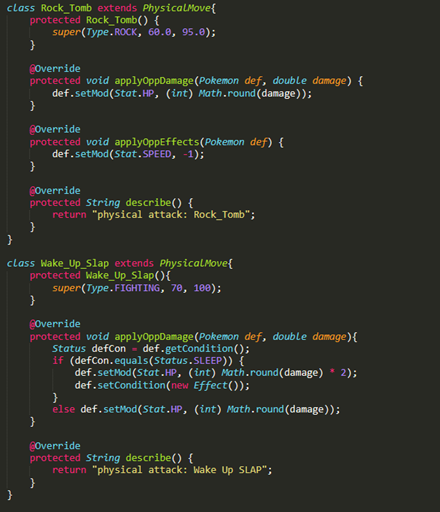 class Rock_Tomb extends PhysicalMove{
    protected Rock_Tomb() {
        super(Type.ROCK, 60.0, 95.0);
    }

    @Override
    protected void applyOppDamage(Pokemon def, double damage) {
        def.setMod(Stat.HP, (int) Math.round(damage));
    }

    @Override
    protected void applyOppEffects(Pokemon def) {
        def.setMod(Stat.SPEED, -1);
    }

    @Override
    protected String describe() {
        return "physical attack: Rock_Tomb";
    }
}

class Wake_Up_Slap extends PhysicalMove{
    protected Wake_Up_Slap(){
        super(Type.FIGHTING, 70, 100);
    }

    @Override
    protected void applyOppDamage(Pokemon def, double damage){
        Status defCon = def.getCondition();
        if (defCon.equals(Status.SLEEP)) {
            def.setMod(Stat.HP, (int) Math.round(damage) * 2);
            def.setCondition(new Effect());
        }
        else def.setMod(Stat.HP, (int) Math.round(damage));
    }

    @Override
    protected String describe() {
        return "physical attack: Wake Up SLAP";
    }
}